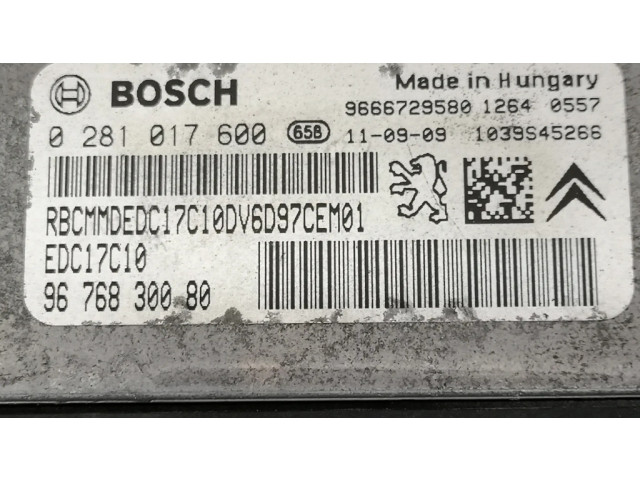 BOSCH
Made in Hungary
9666729580 1264 0557
0 281 017 600 658 11-09-09 1039S45266
RBCMMDEDC17C10DV6D97CEM01
EDC17C10
96 768 300 80